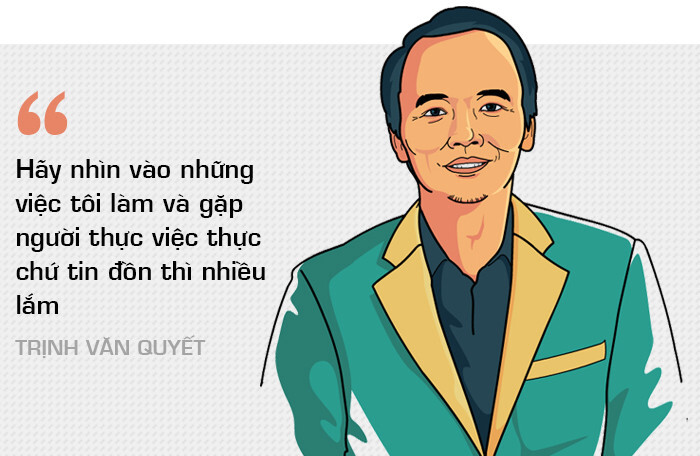 Hãy nhìn vào những
việc tôi làm và gặp
người thực việc thực
chứ tin đồn thì nhiều
lắm
TRỊNH VĂN QUYẾT